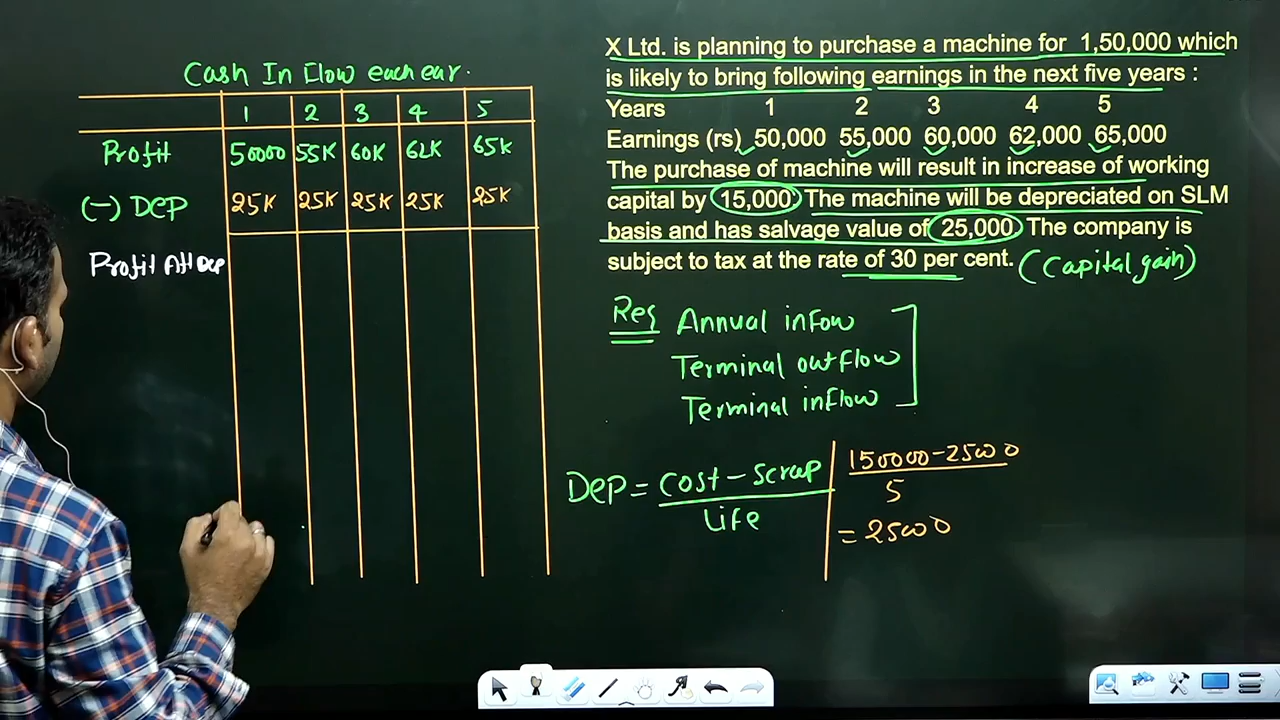 Cash In Flow each ear.
1 2 3 4 5
Profit 50000 55K 60K 62K 65K
(-) Dep 25K 25K 25K 25K 25K
Profit Aft Dep
X Ltd. is planning to purchase a machine for 1,50,000 which
is likely to bring following earnings in the next five years :
Years 1 2 3 4 5
Earnings (rs) 50,000 55,000 60,000 62,000 65,000
The purchase of machine will result in increase of working
capital by 15,000. The machine will be depreciated on SLM
basis and has salvage value of 25,000 The company is
subject to tax at the rate of 30 per cent. (Capital gain)
Req Annual infow
Terminal outflow
Terminal inflow
Dep = Cost - Scrap 150000-25000
Life 5
= 25000